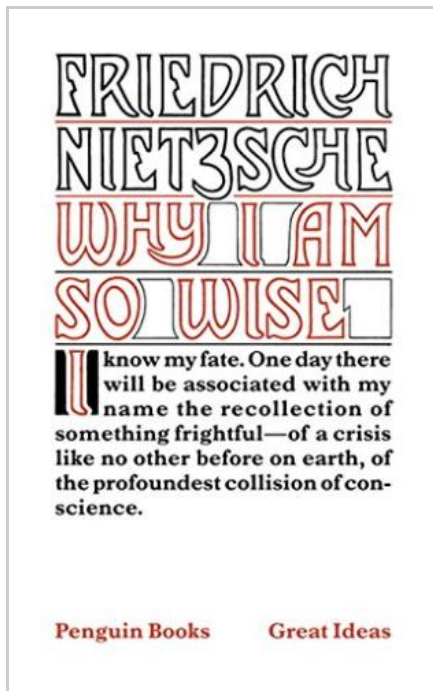 FRIEDRICH
NIETZSCHE
WHY I AM
SO WISE
I know my fate. One day there
will be associated with my
name the recollection of
something frightful—of a crisis
like no other before on earth, of
the profoundest collision of con-
science.
Penguin Books Great Ideas